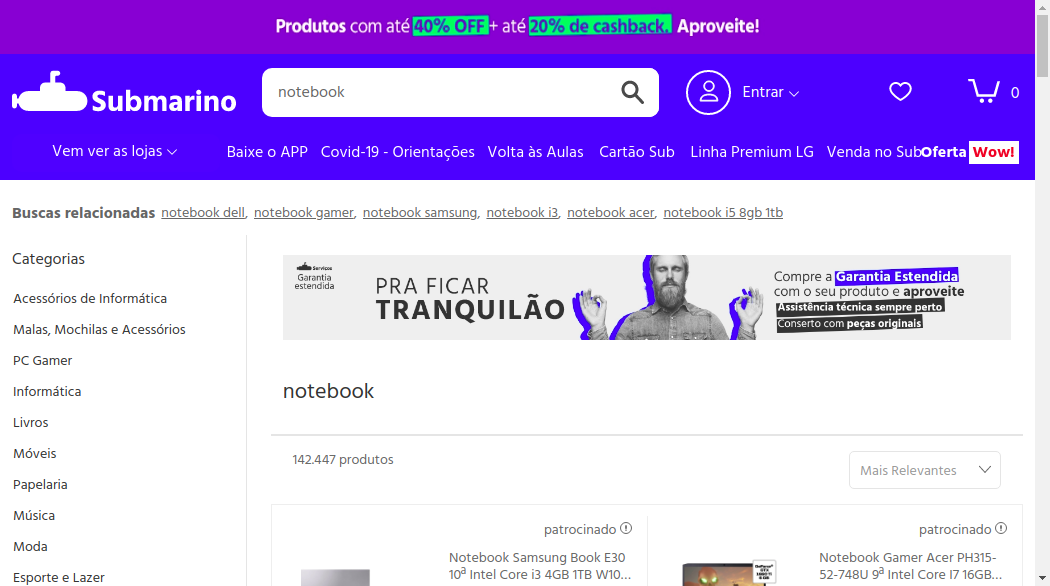 Produtos com até 40% OFF + até 20% de cashback. Aproveite!
Submarino
notebook
Entrar
0
Vem ver as lojas
Baixe o APP
Covid-19 - Orientações
Volta às Aulas
Cartão Sub
Linha Premium LG
Venda no Sub
Oferta Wow!
Buscas relacionadas notebook dell, notebook gamer, notebook samsung, notebook i3, notebook acer, notebook i5 8gb 1tb
Categorias
Acessórios de Informática
Malas, Mochilas e Acessórios
PC Gamer
Informática
Livros
Móveis
Papelaria
Música
Moda
Esporte e Lazer
Serviços
Garantia
estendida
PRA FICAR
TRANQUILÃO
Compre a Garantia Estendida
com o seu produto e aproveite
Assistência técnica sempre perto
Conserto com peças originais
notebook
142.447 produtos
Mais Relevantes
patrocinado
Notebook Samsung Book E30
10ª Intel Core i3 4GB 1TB W10...
patrocinado
Notebook Gamer Acer PH315-
52-748U 9ª Intel Core I7 16GB...